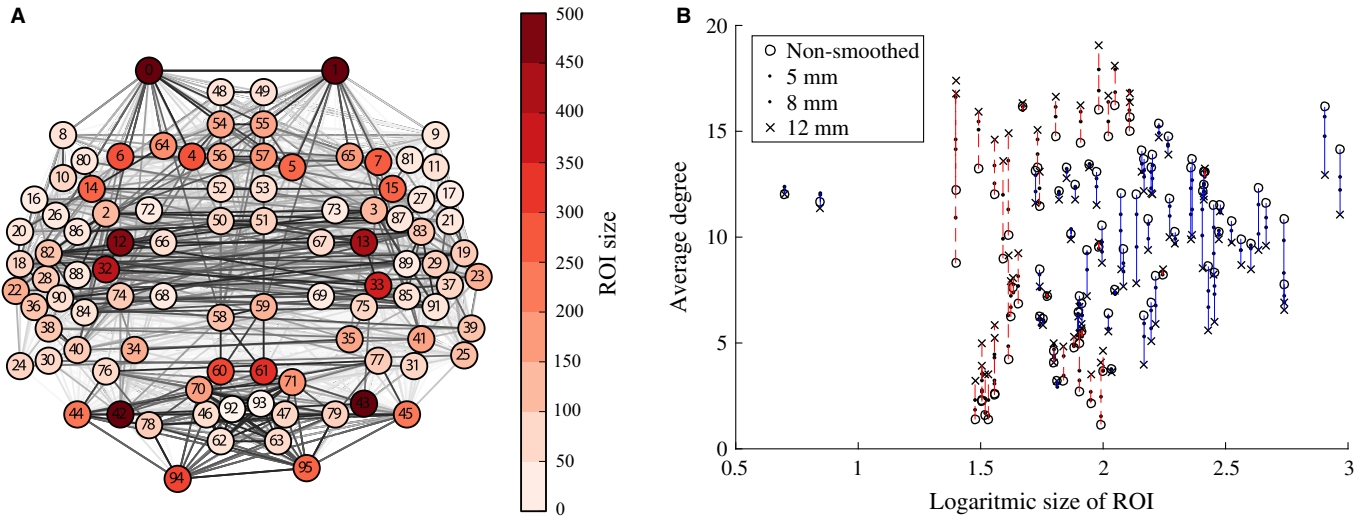 A
B
0 1
48 49
54 55
8 9
64
6 4 56 57 5 65 7 81
80 11
10
14 52 53 15
16 27 17
2 72 73 3
26 50 51 87 21
20 86 83
12 66 67 13
82 19
18 32 89 29
88 23
28 33 37
22 90 74 68 69 85
36 84 59 75 91
58
38 39
35 41
40 34 25
24 30 77
76 60 61 31
70 71
92 93 43
44 42 46 47 79 45
78
62 63
95
94
500
450
400
350
300
250
200
150
100
50
0
ROI size
20
15
10
5
0
Average degree
Non-smoothed
5 mm
8 mm
12 mm
0.5 1 1.5 2 2.5 3
Logaritmic size of ROI